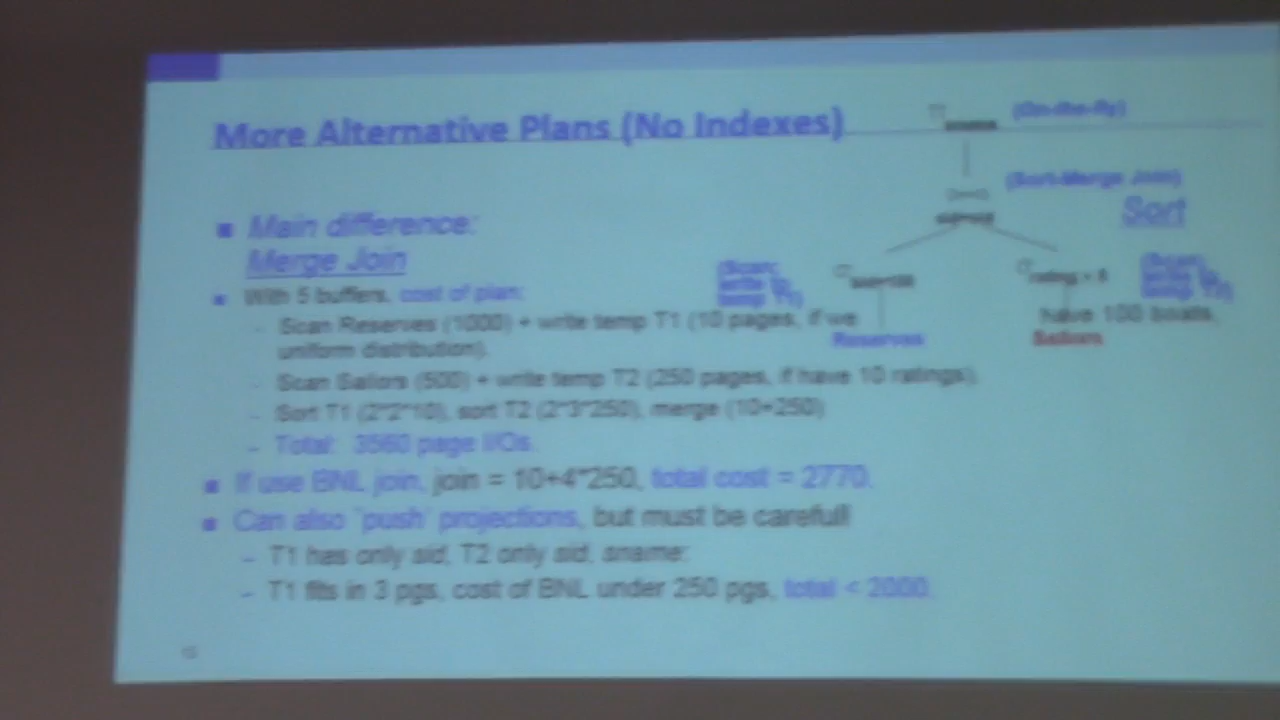 More Alternative Plans (No Indexes)
(On-the-fly)
(Sort-Merge Join)
Sort
Main difference:
Merge Join
(Scan;
write to
temp T1)
bid=100
rating > 5
(Scan;
write to
temp T2)
With 5 buffers, cost of plan:
Scan Reserves (1000) + write temp T1 (10 pages, if we
have 100 boats,
uniform distribution).
Reserves
Sailors
Scan Sailors (500) + write temp T2 (250 pages, if have 10 ratings).
Sort T1 (2*2*10), sort T2 (2*3*250), merge (10+250)
Total: 3560 page I/Os.
If use BNL join, join = 10+4*250, total cost = 2770.
Can also `push' projections, but must be careful!
T1 has only sid, T2 only sid, sname:
T1 fits in 3 pgs, cost of BNL under 250 pgs, total < 2000.